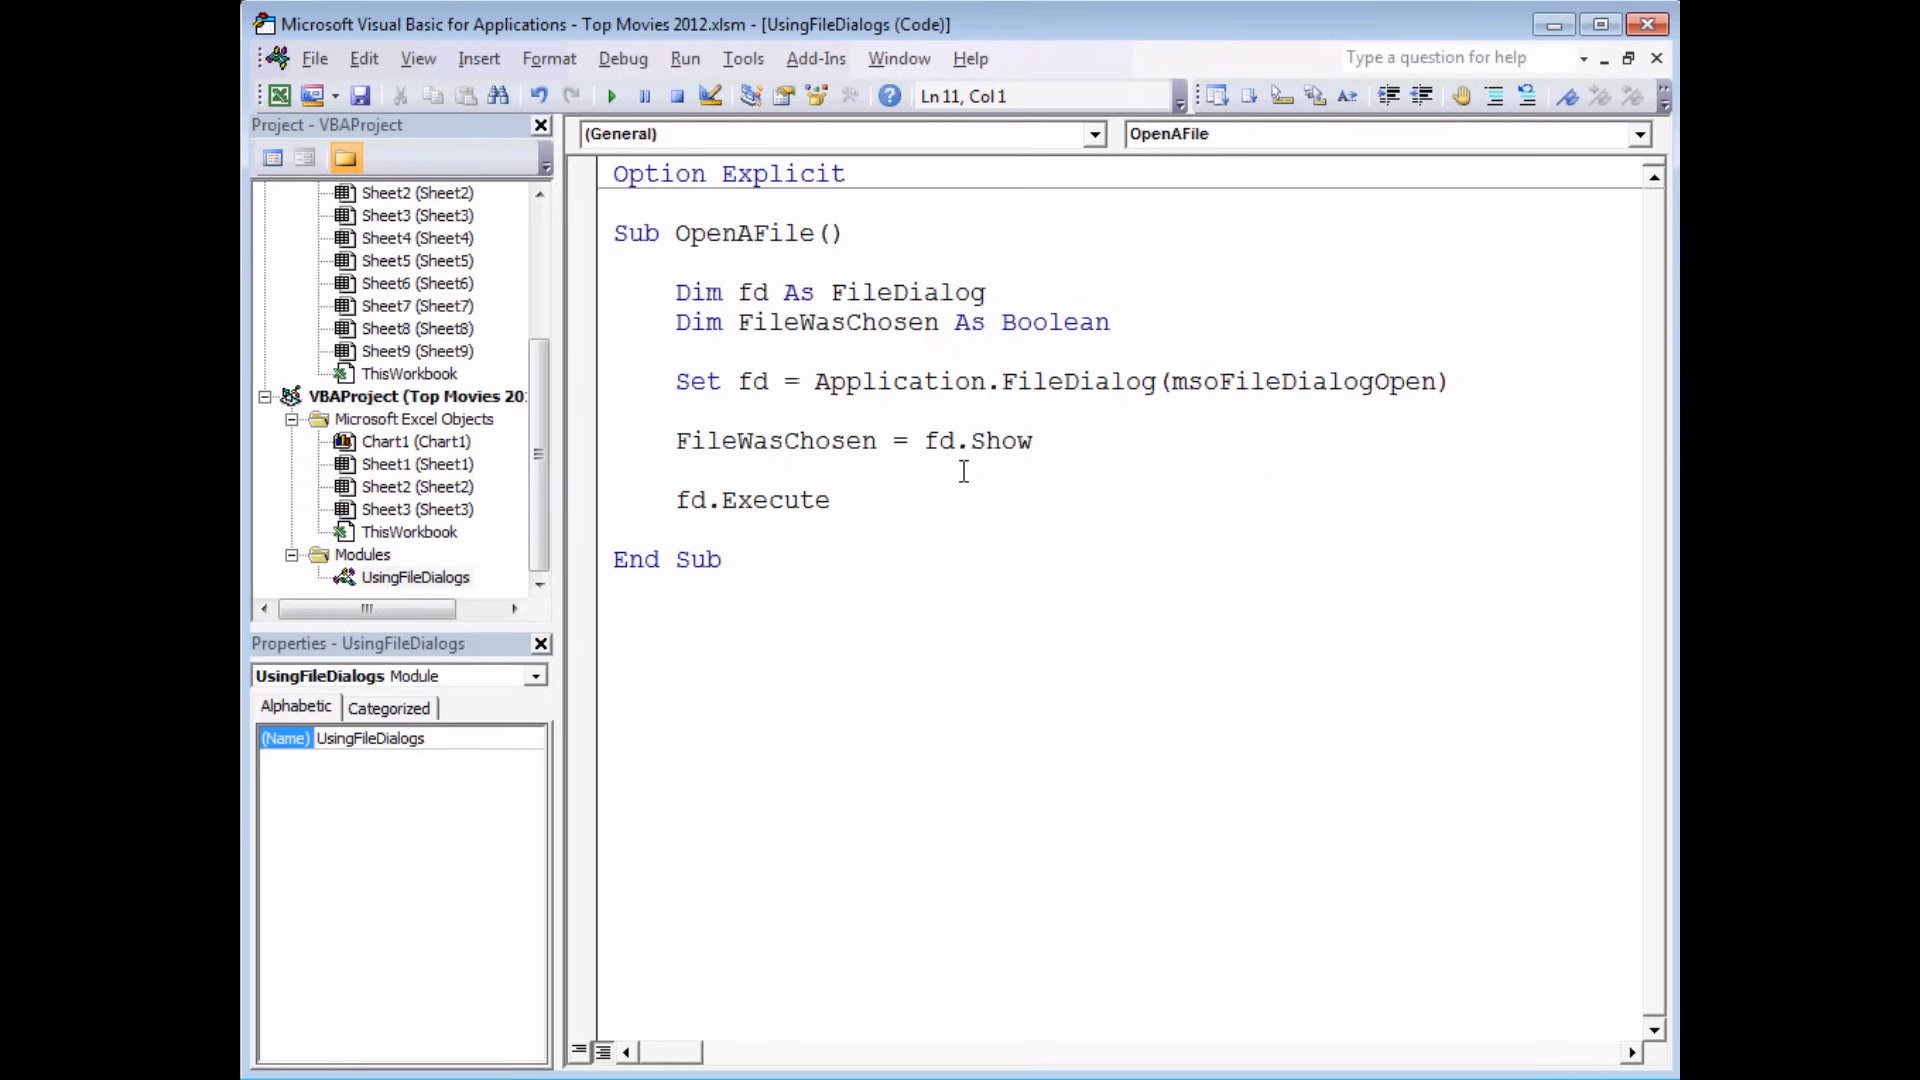 Microsoft Visual Basic for Applications - Top Movies 2012.xlsm - [UsingFileDialogs (Code)]
File Edit View Insert Format Debug Run Tools Add-Ins Window Help
Type a question for help
Ln 11, Col 1
Project - VBAProject
(General)
OpenAFile
Sheet2 (Sheet2)
Sheet3 (Sheet3)
Sheet4 (Sheet4)
Sheet5 (Sheet5)
Sheet6 (Sheet6)
Sheet7 (Sheet7)
Sheet8 (Sheet8)
Sheet9 (Sheet9)
ThisWorkbook
VBAProject (Top Movies 20
Microsoft Excel Objects
Chart1 (Chart1)
Sheet1 (Sheet1)
Sheet2 (Sheet2)
Sheet3 (Sheet3)
ThisWorkbook
Modules
UsingFileDialogs
Properties - UsingFileDialogs
UsingFileDialogs Module
Alphabetic Categorized
(Name) UsingFileDialogs
Option Explicit
Sub OpenAFile()
Dim fd As FileDialog
Dim FileWasChosen As Boolean
Set fd = Application.FileDialog(msoFileDialogOpen)
FileWasChosen = fd.Show
fd.Execute
End Sub